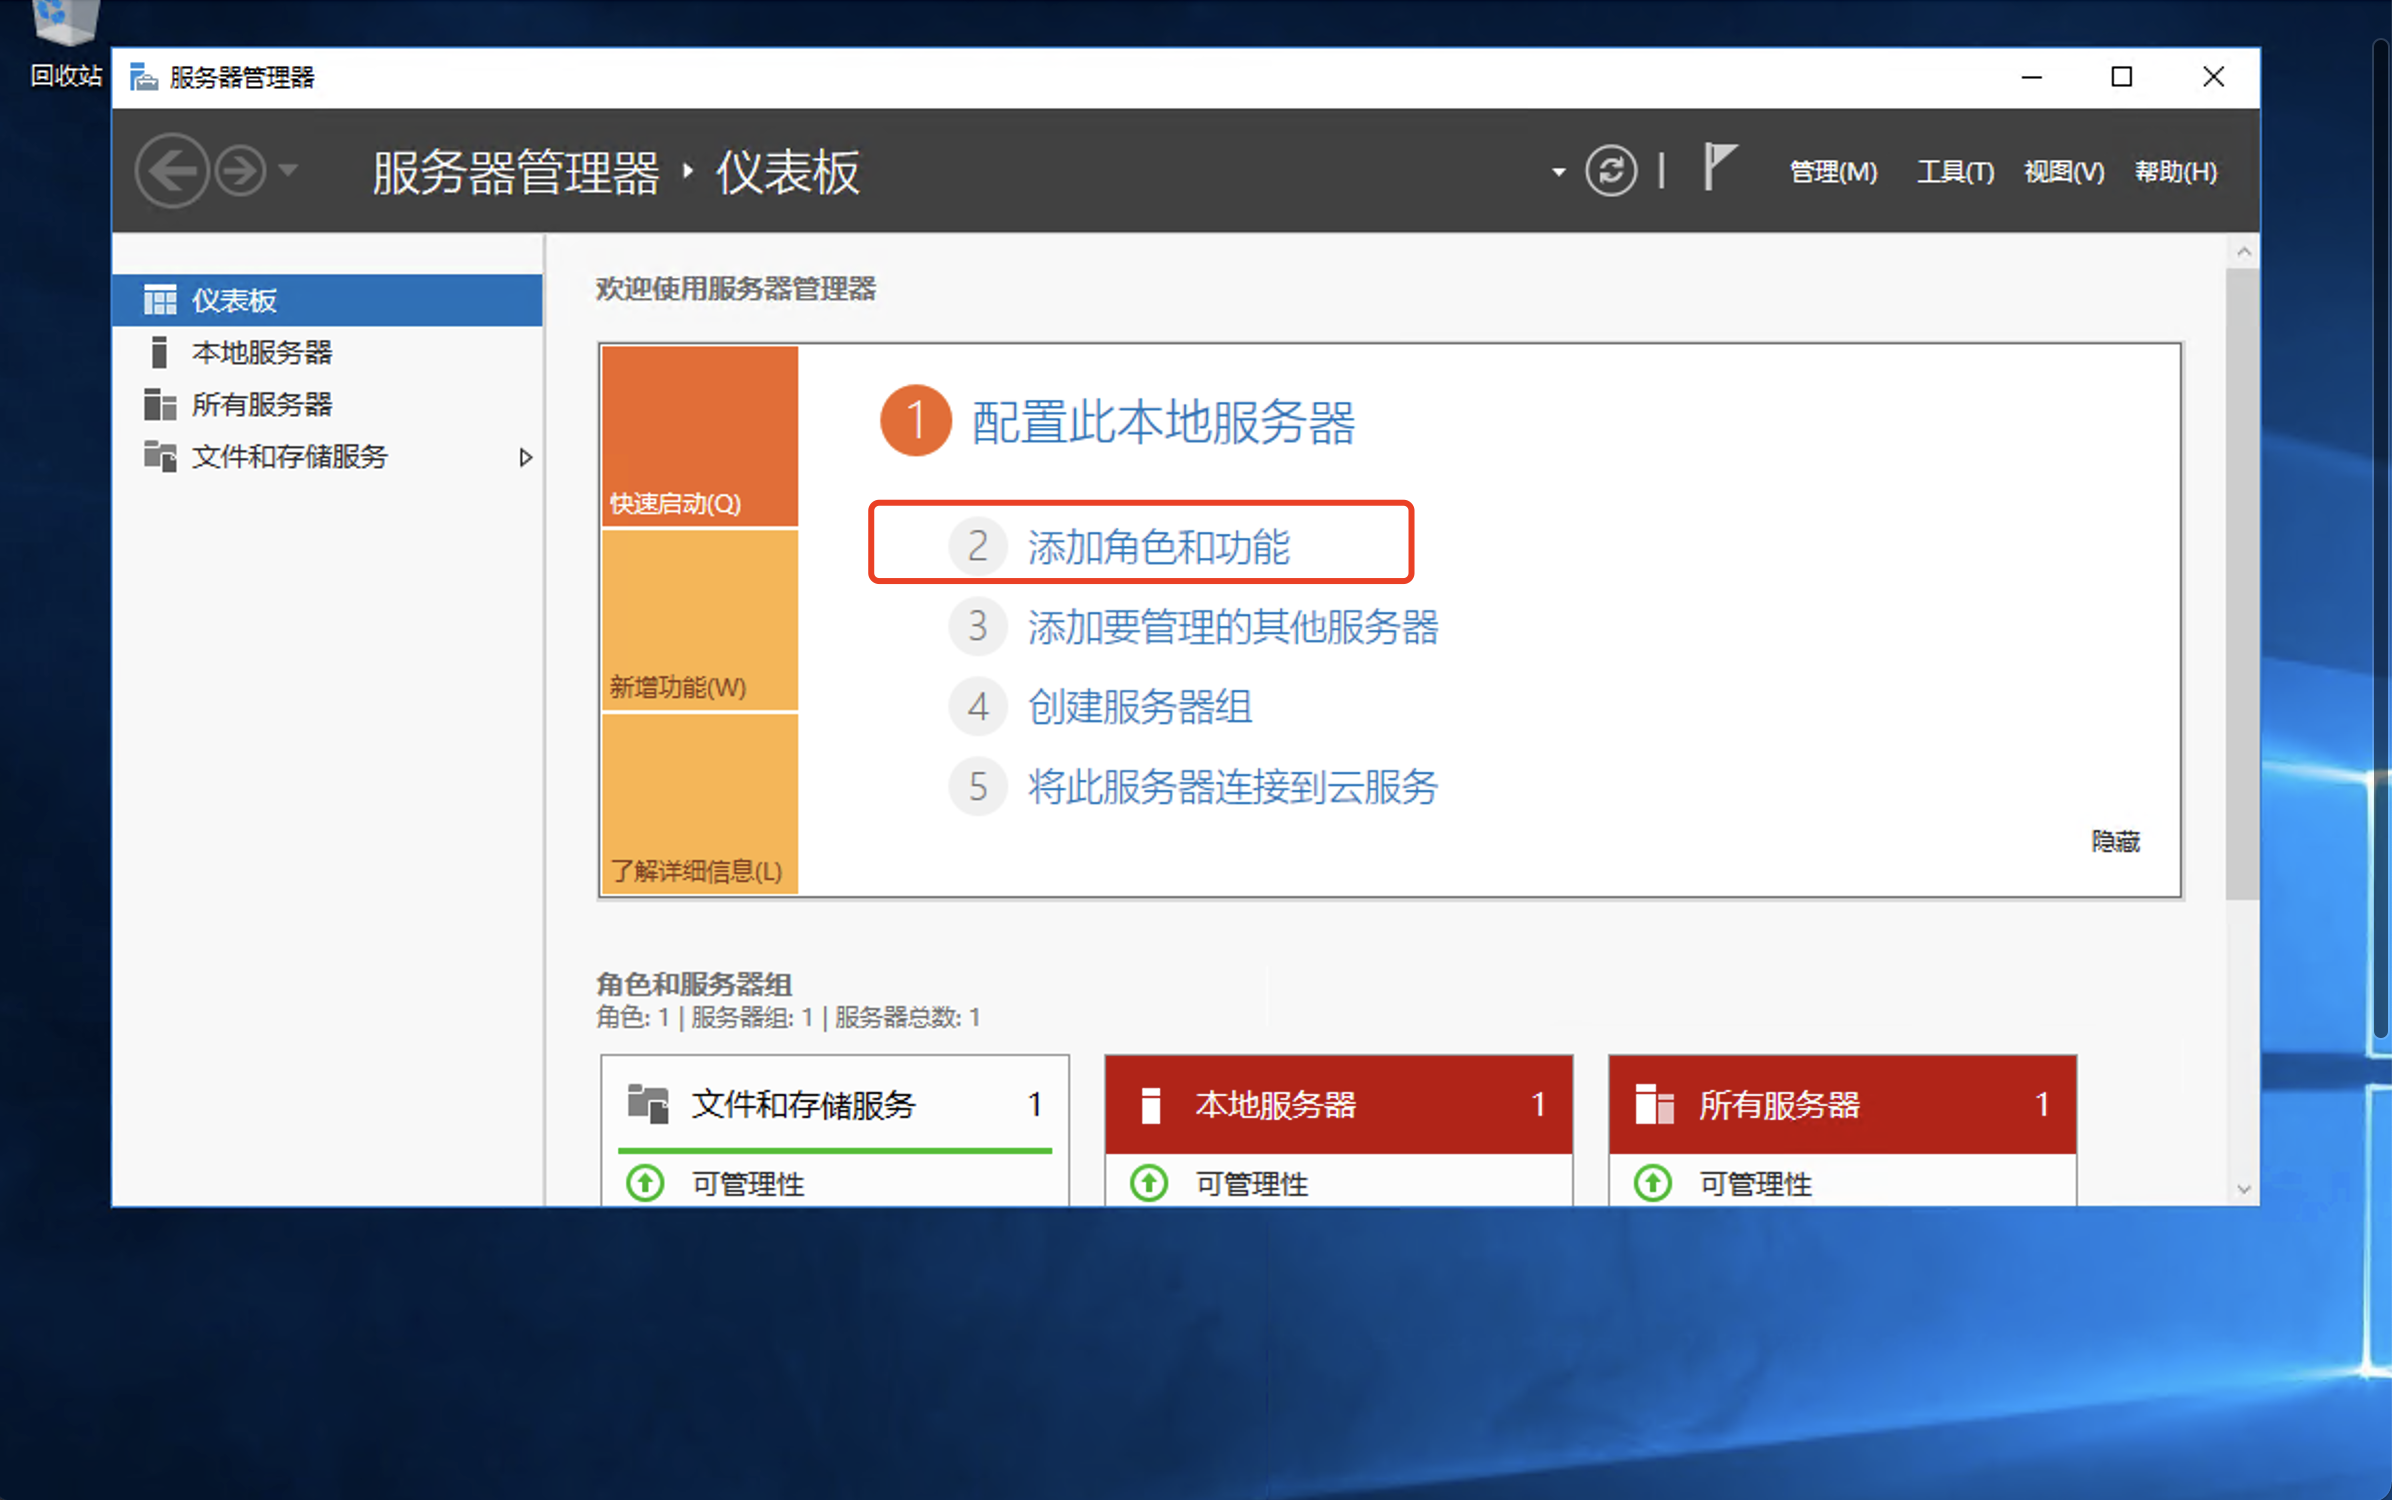 回收站
服务器管理器
服务器管理器 仪表板
管理(M) 工具(T) 视图(V) 帮助(H)
仪表板
本地服务器
所有服务器
文件和存储服务
欢迎使用服务器管理器
快速启动(Q)
新增功能(W)
了解详细信息(L)
1 配置此本地服务器
2 添加角色和功能
3 添加要管理的其他服务器
4 创建服务器组
5 将此服务器连接到云服务
隐藏
角色和服务器组
角色: 1 | 服务器组: 1 | 服务器总数: 1
文件和存储服务 1
可管理性
本地服务器 1
可管理性
所有服务器 1
可管理性